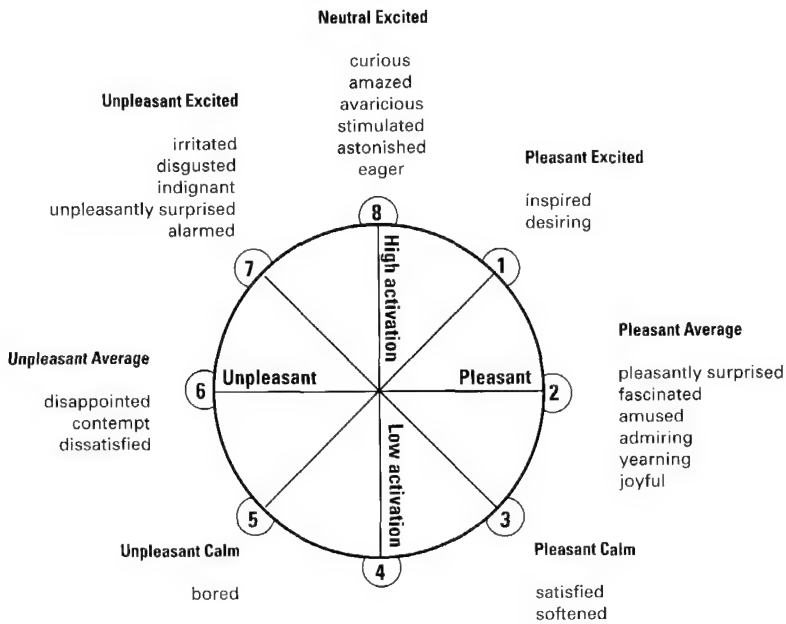 Neutral Excited
curious
amazed
avaricious
stimulated
astonished
eager
Unpleasant Excited
irritated
disgusted
indignant
unpleasantly surprised
alarmed
Pleasant Excited
inspired
desiring
8
7
1
High activation
Unpleasant Average
disappointed
contempt
dissatisfied
6
Unpleasant
Pleasant
2
Pleasant Average
pleasantly surprised
fascinated
amused
admiring
yearning
joyful
Low activation
5
3
4
Unpleasant Calm
bored
Pleasant Calm
satisfied
softened